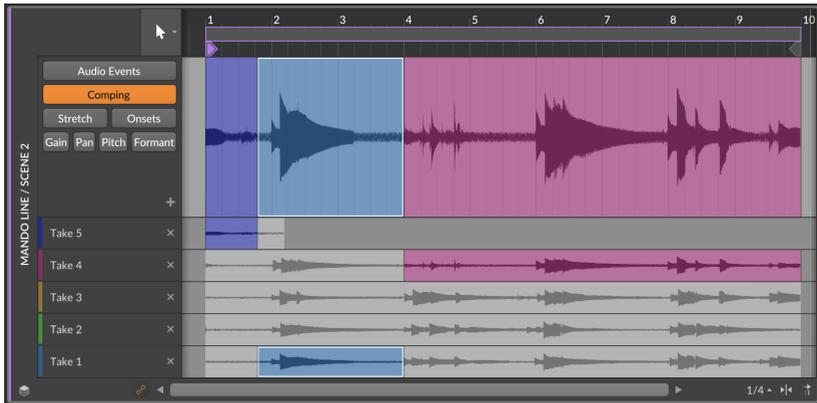 1 2 3 4 5 6 7 8 9 10
MANDO LINE / SCENE 2
Audio Events
Comping
Stretch Onsets
Gain Pan Pitch Formant
+
Take 5 ×
Take 4 ×
Take 3 ×
Take 2 ×
Take 1 ×
1/4